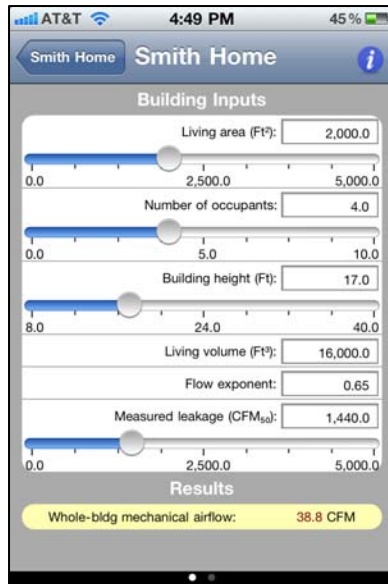 AT&T 4:49 PM 45%
Smith Home Smith Home i
Building Inputs
Living area (Ft²): 2,000.0
0.0 2,500.0 5,000.0
Number of occupants: 4.0
0.0 5.0 10.0
Building height (Ft): 17.0
8.0 24.0 40.0
Living volume (Ft³): 16,000.0
Flow exponent: 0.65
Measured leakage (CFM₅₀): 1,440.0
0.0 2,500.0 5,000.0
Results
Whole-bldg mechanical airflow: 38.8 CFM